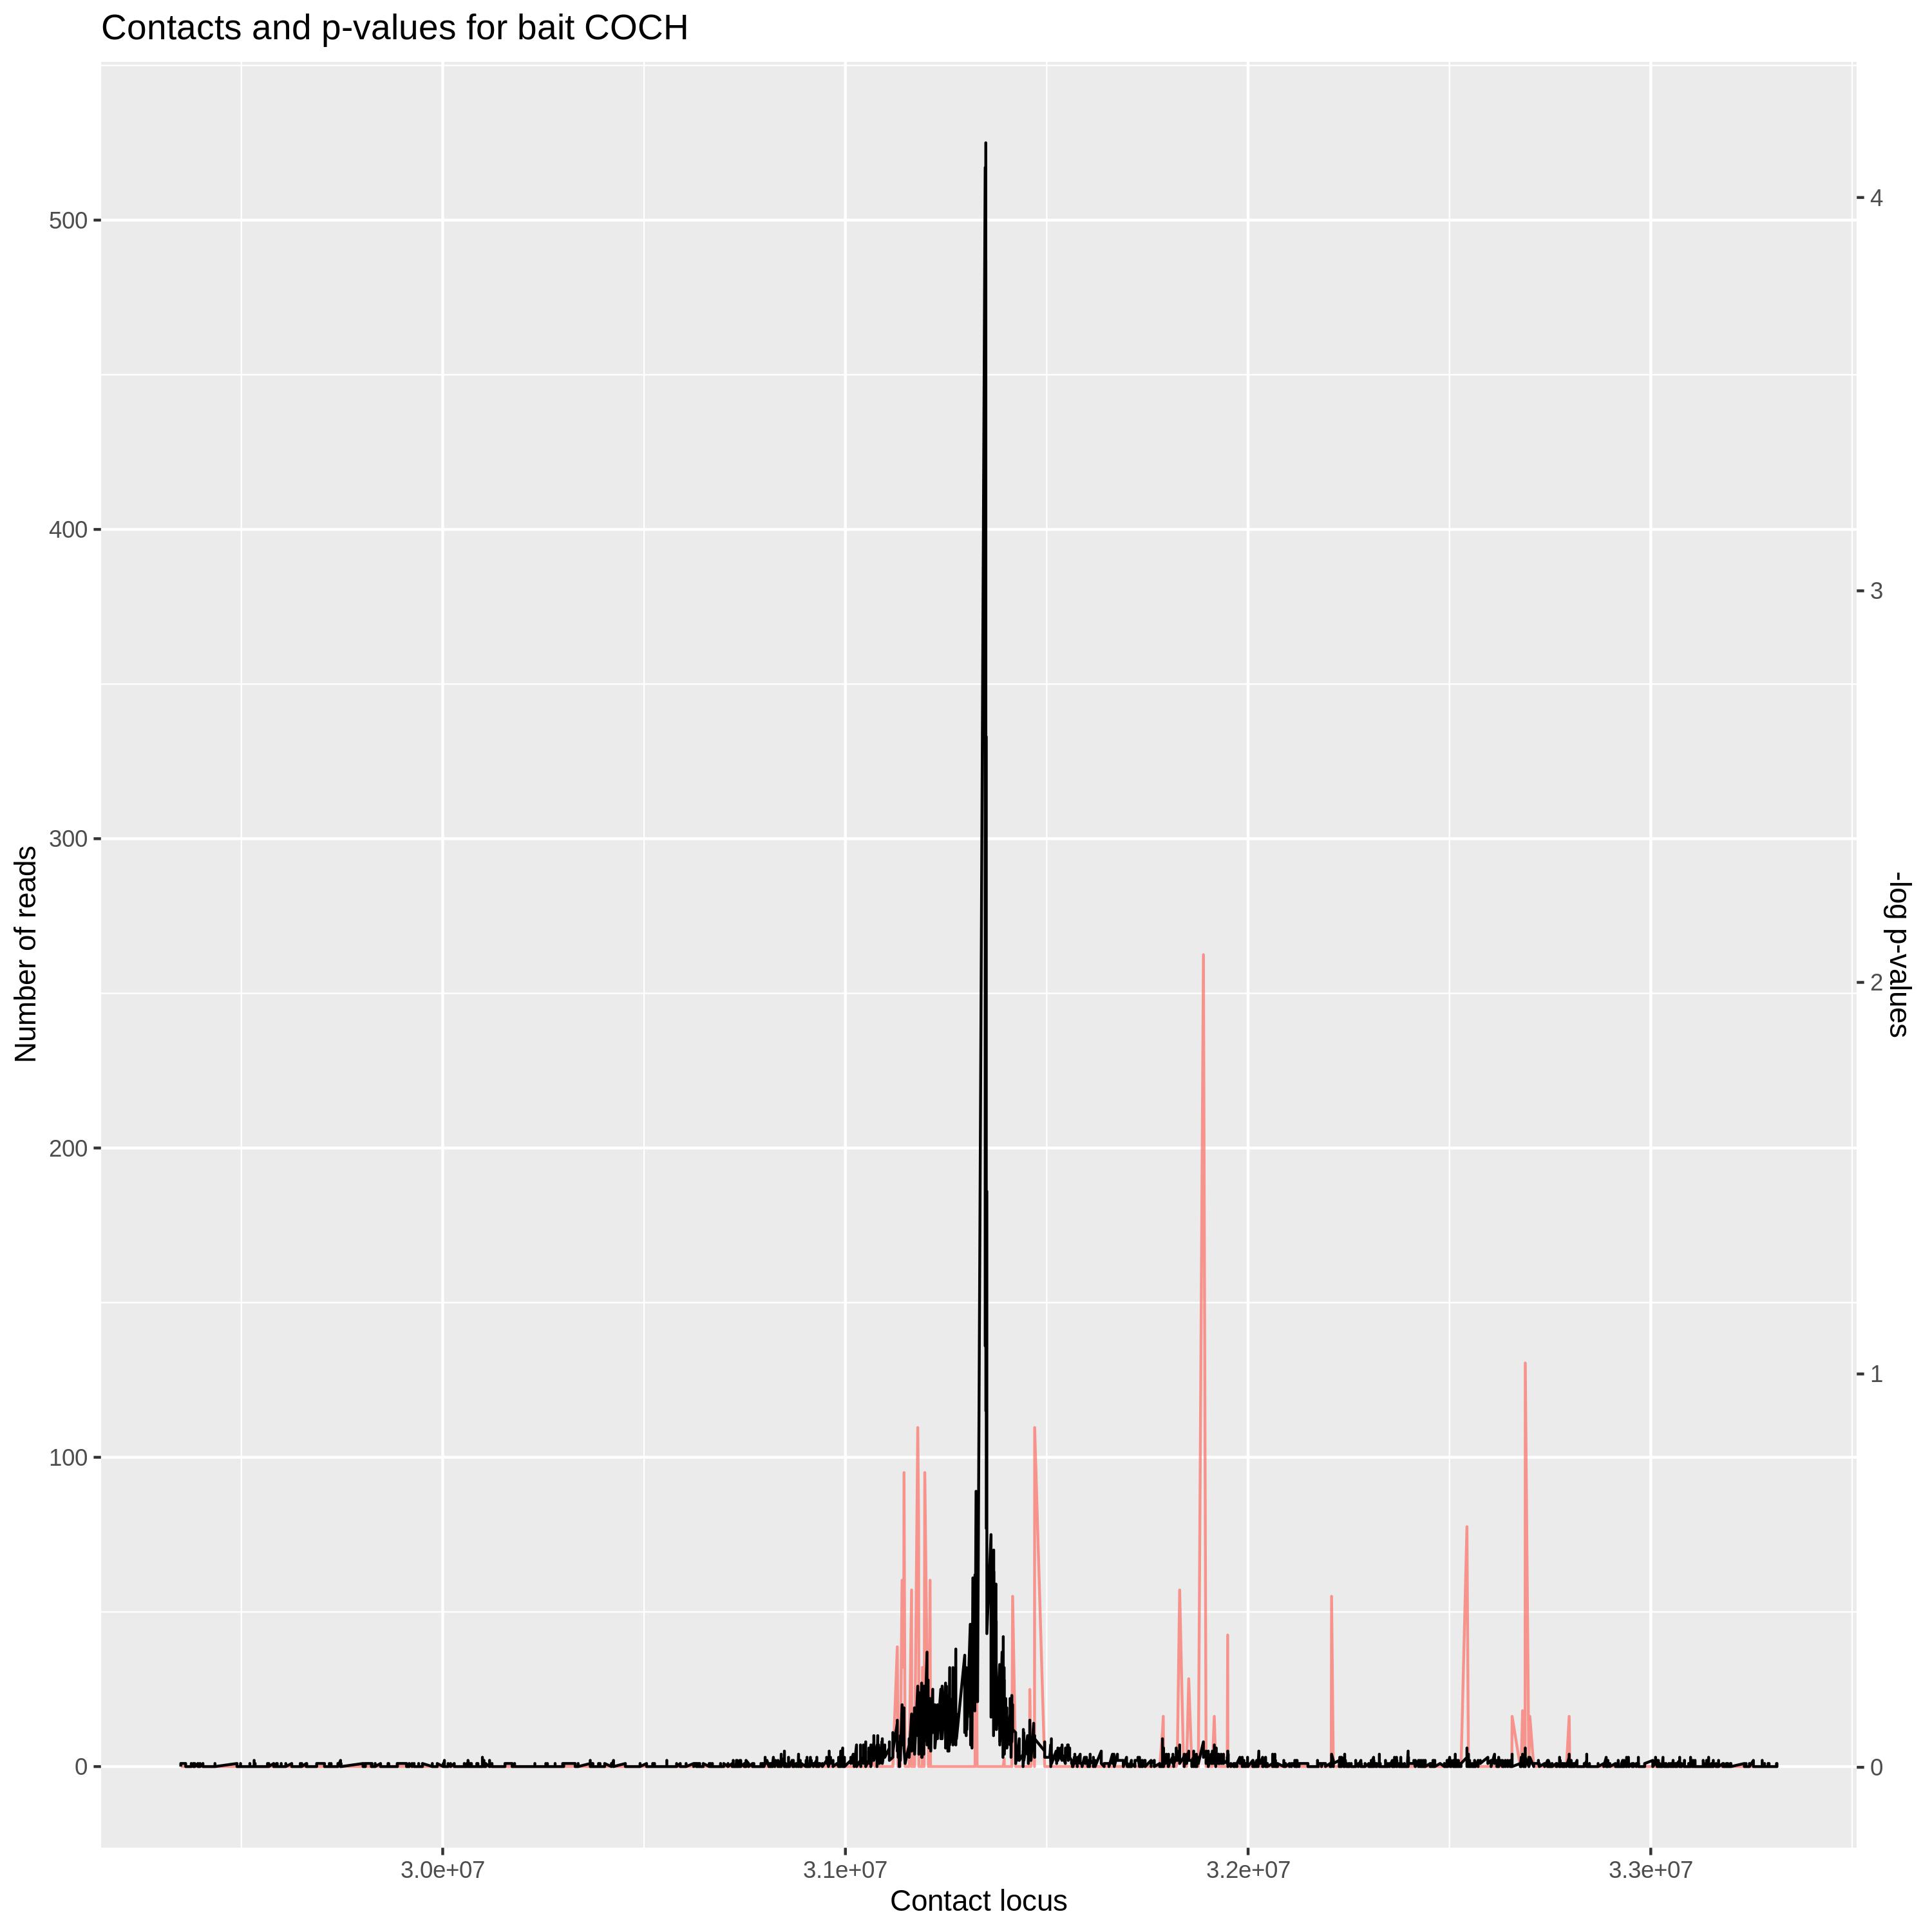 Contacts and p-values for bait COCH
500
400
300
200
100
0
Number of reads
4
3
2
1
0
-log p-values
3.0e+07
3.1e+07
3.2e+07
3.3e+07
Contact locus